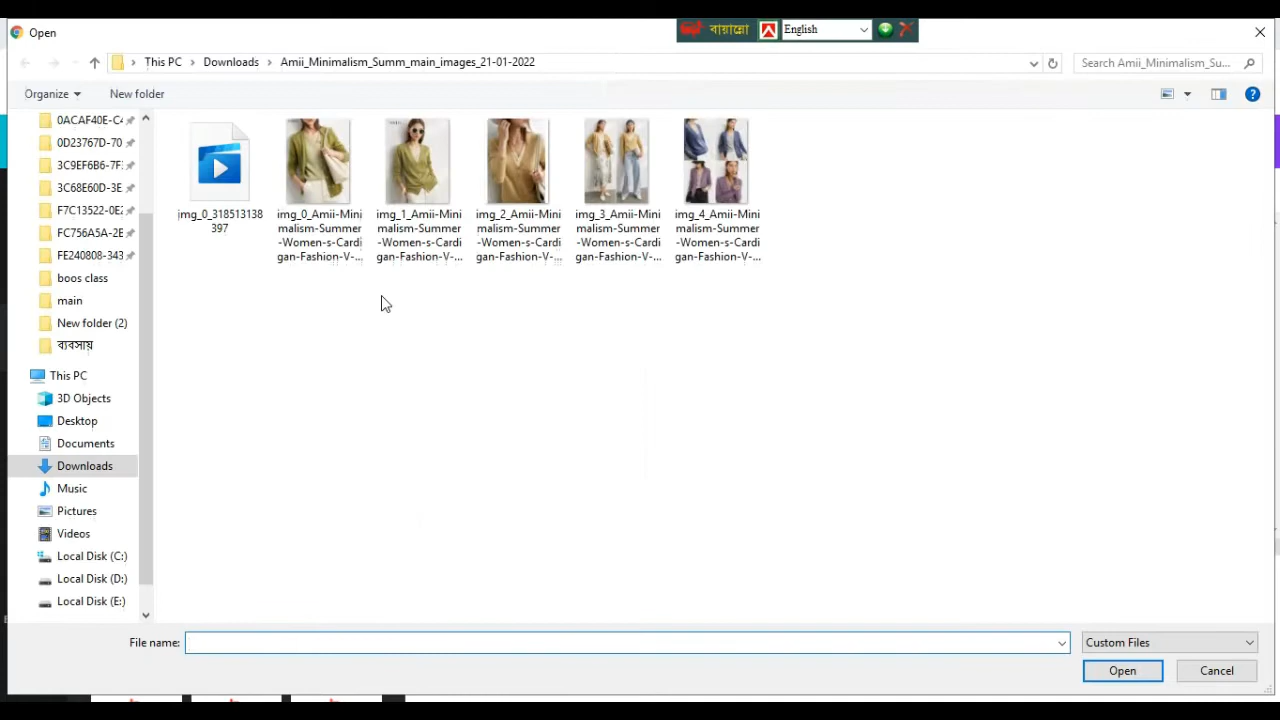 Open
বায়ান্নো
English
This PC
Downloads
Amii_Minimalism_Summ_main_images_21-01-2022
Search Amii_Minimalism_Su...
Organize
New folder
0ACAF40E-C4
0D23767D-70
3C9EF6B6-7F
3C68E60D-3E
F7C13522-0E
FC756A5A-2E
FE240808-343
boos class
main
New folder (2)
ব্যবসায়
This PC
3D Objects
Desktop
Documents
Downloads
Music
Pictures
Videos
Local Disk (C:)
Local Disk (D:)
Local Disk (E:)
img_0_318513138
397
img_0_Amii-Mini
malism-Summer
-Women-s-Cardi
gan-Fashion-V-...
img_1_Amii-Mini
malism-Summer
-Women-s-Cardi
gan-Fashion-V-...
img_2_Amii-Mini
malism-Summer
-Women-s-Cardi
gan-Fashion-V-...
img_3_Amii-Mini
malism-Summer
-Women-s-Cardi
gan-Fashion-V-...
img_4_Amii-Mini
malism-Summer
-Women-s-Cardi
gan-Fashion-V-...
File name:
Custom Files
Open
Cancel